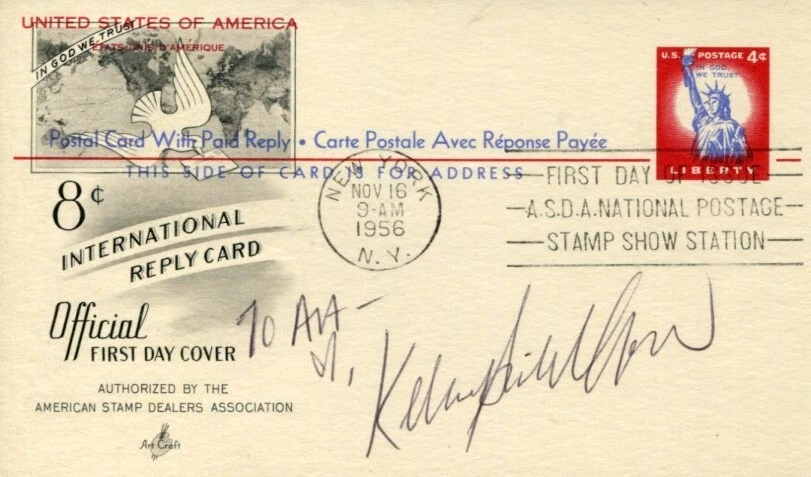 UNITED STATES OF AMERICA
ÉTATS-UNIS D'AMÉRIQUE
IN GOD WE TRUST
U.S. POSTAGE 4¢
IN GOD
WE TRUST
LIBERTY
Postal Card With Paid Reply • Carte Postale Avec Réponse Payée
THIS SIDE OF CARD IS FOR ADDRESS
8¢
INTERNATIONAL
REPLY CARD
NEW YORK
NOV 16
9-AM
1956
N.Y.
FIRST DAY OF ISSUE
A.S.D.A. NATIONAL POSTAGE
STAMP SHOW STATION
Official
FIRST DAY COVER
AUTHORIZED BY THE
AMERICAN STAMP DEALERS ASSOCIATION
Art Craft
To Art-